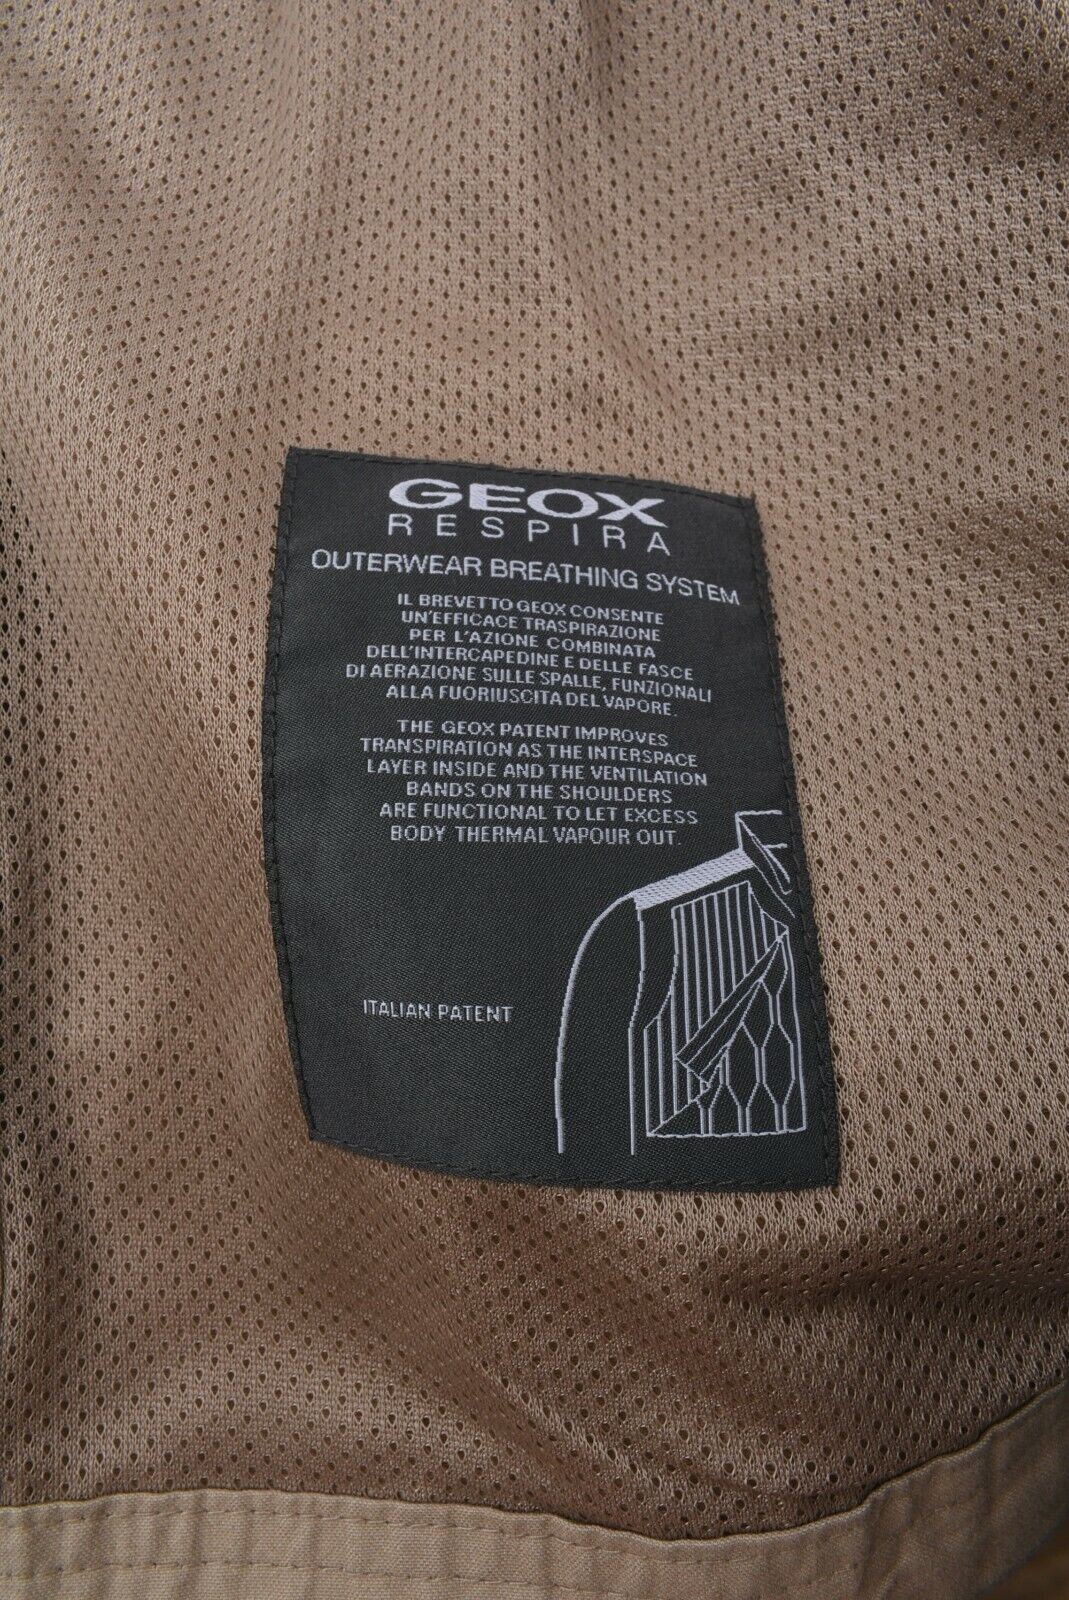 GEOX
RESPIRA
OUTERWEAR BREATHING SYSTEM
IL BREVETTO GEOX CONSENTE
UN'EFFICACE TRASPIRAZIONE
PER L'AZIONE COMBINATA
DELL'INTERCAPEDINE E DELLE FASCE
DI AERAZIONE SULLE SPALLE, FUNZIONALI
ALLA FUORIUSCITA DEL VAPORE.
THE GEOX PATENT IMPROVES
TRANSPIRATION AS THE INTERSPACE
LAYER INSIDE AND THE VENTILATION
BANDS ON THE SHOULDERS
ARE FUNCTIONAL TO LET EXCESS
BODY THERMAL VAPOUR OUT.
ITALIAN PATENT